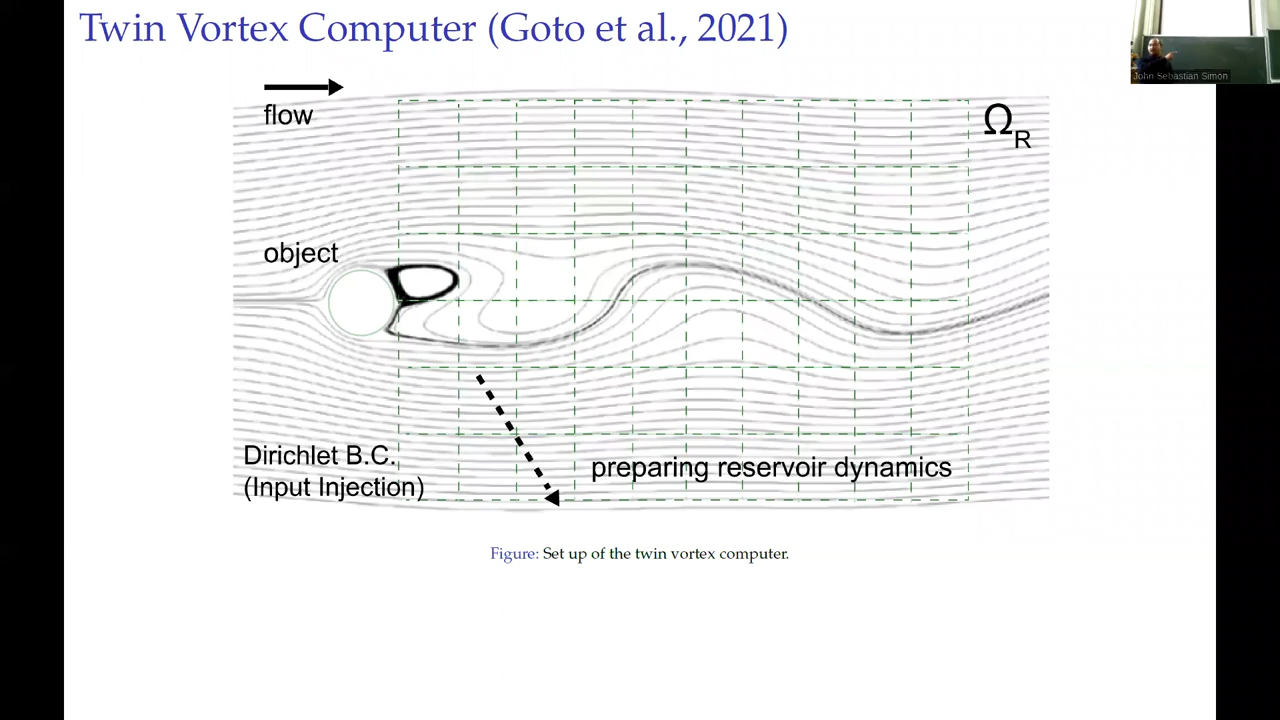 Twin Vortex Computer (Goto et al., 2021)
John Sebastian Simon
flow
Ω_R
object
Dirichlet B.C.
(Input Injection)
preparing reservoir dynamics
Figure: Set up of the twin vortex computer.